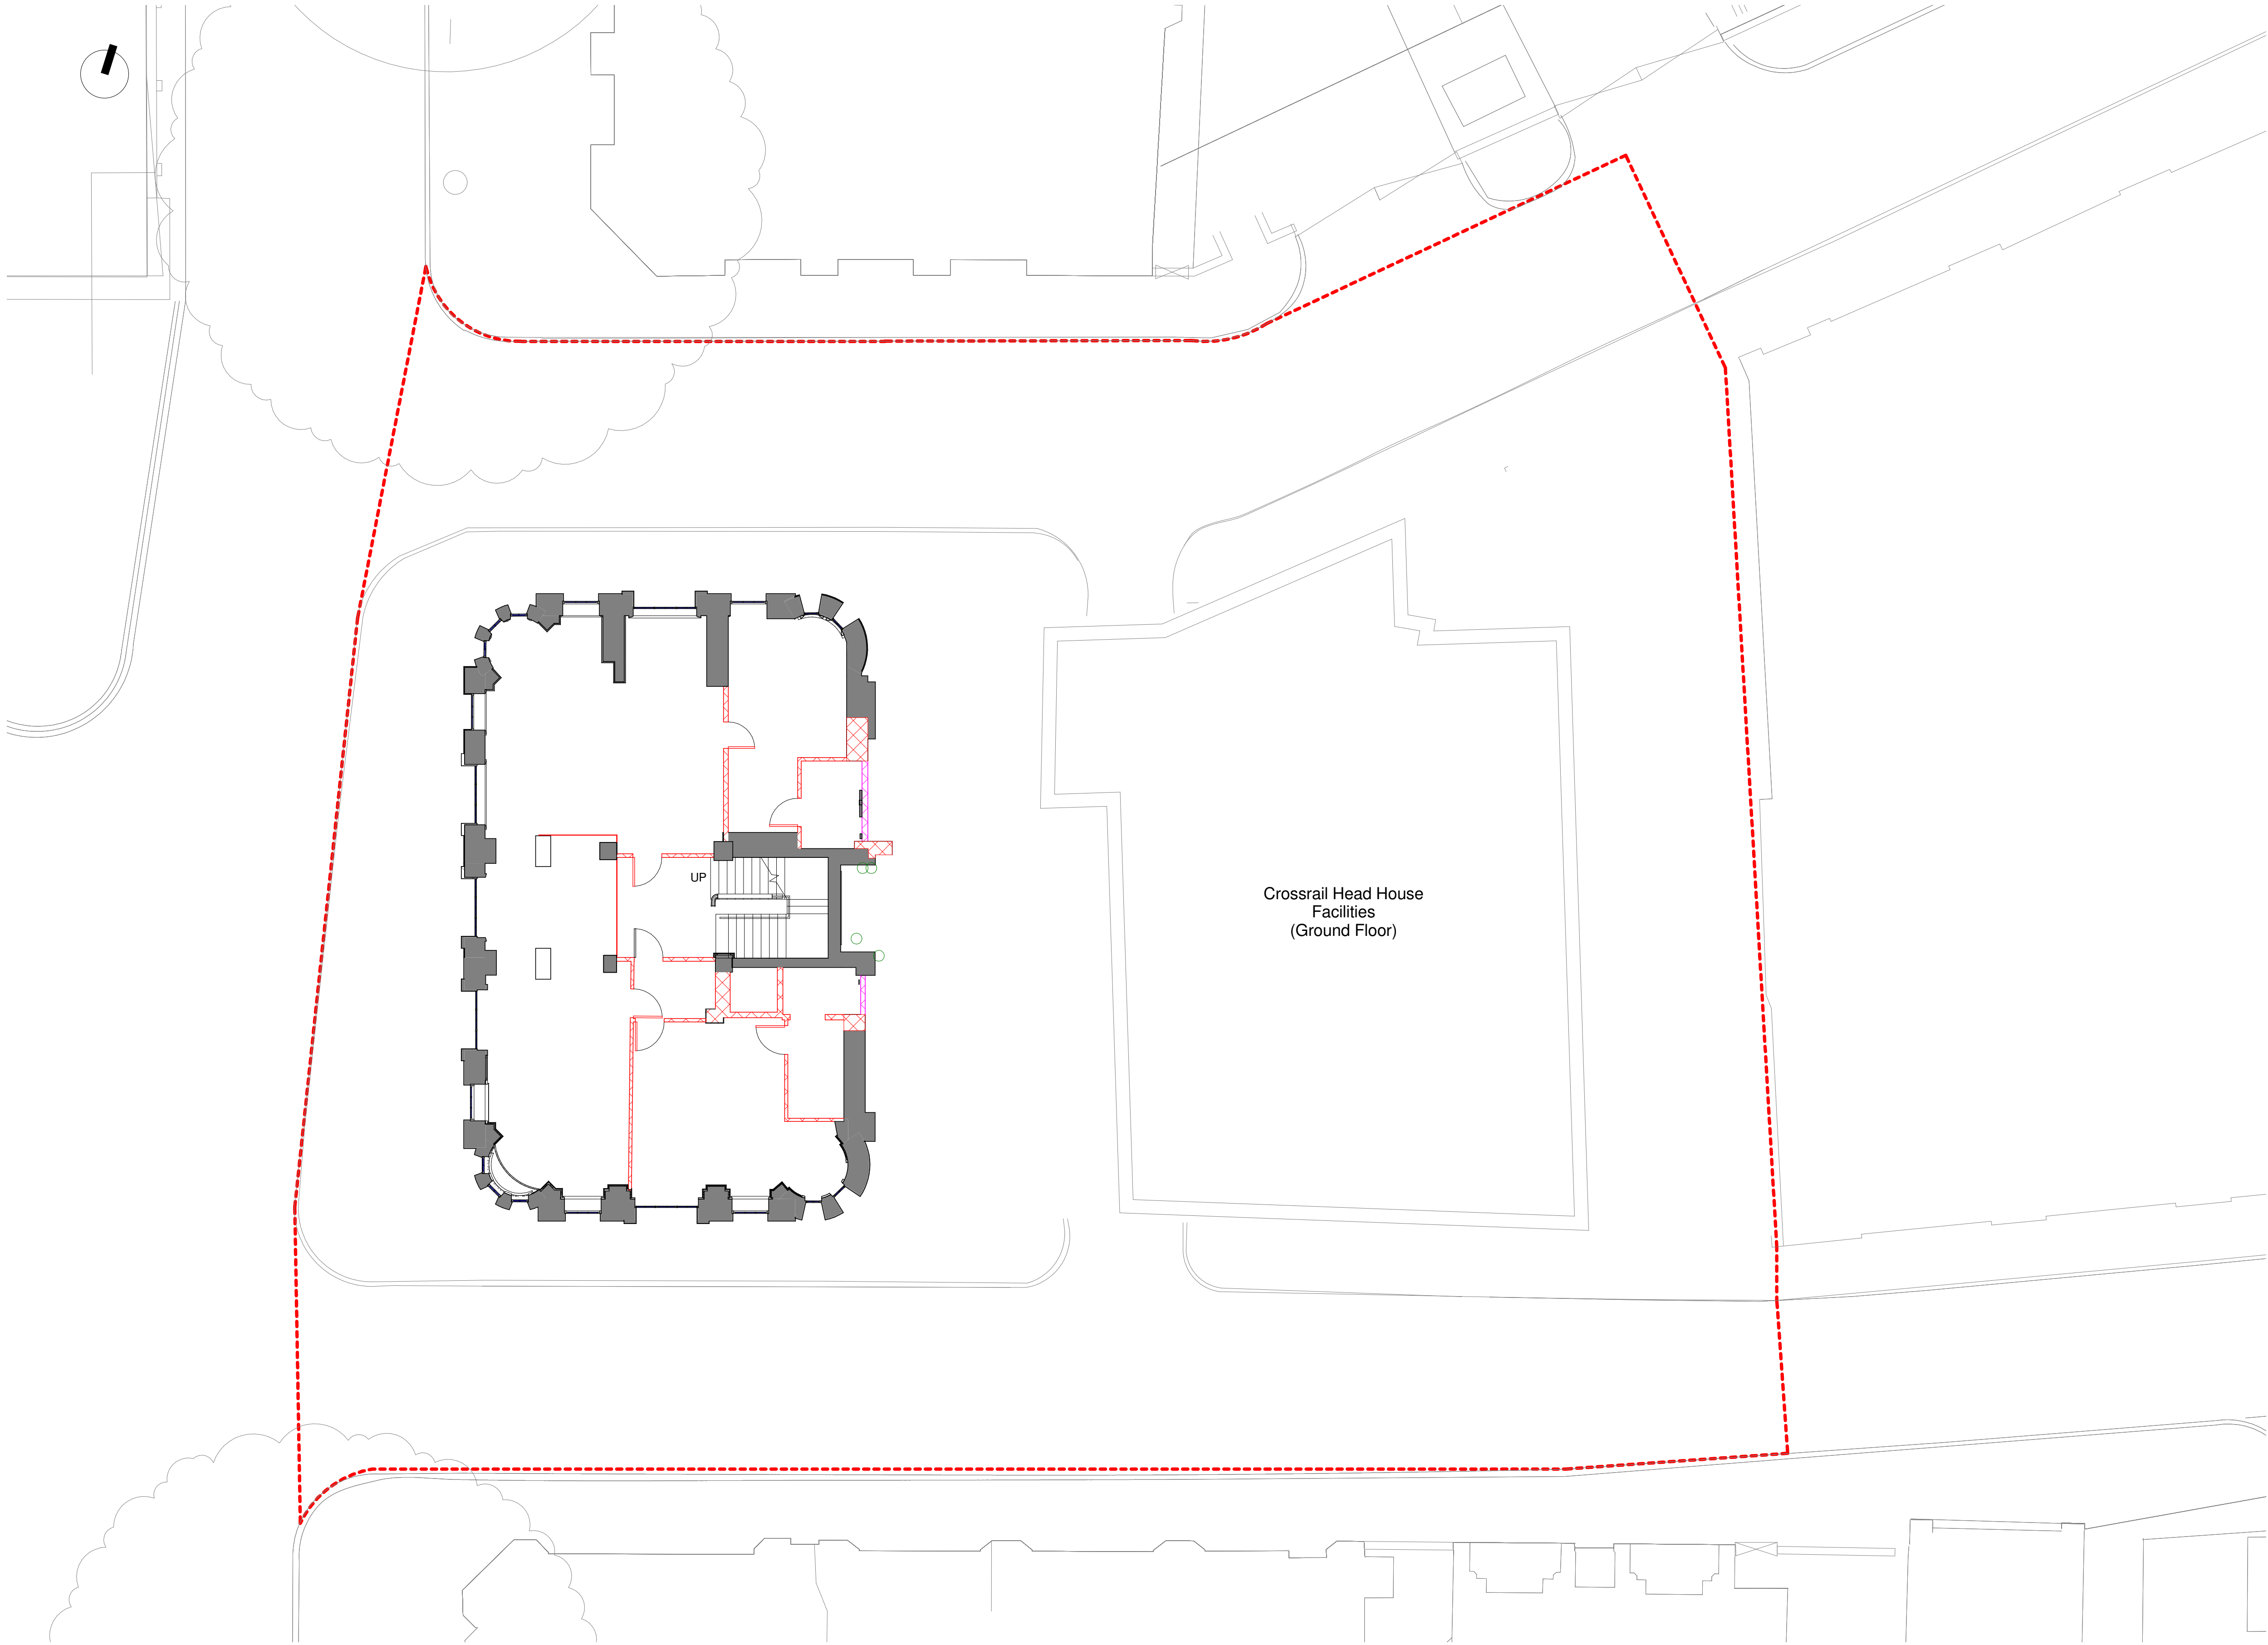 UP
Crossrail Head House
Facilities
(Ground Floor)